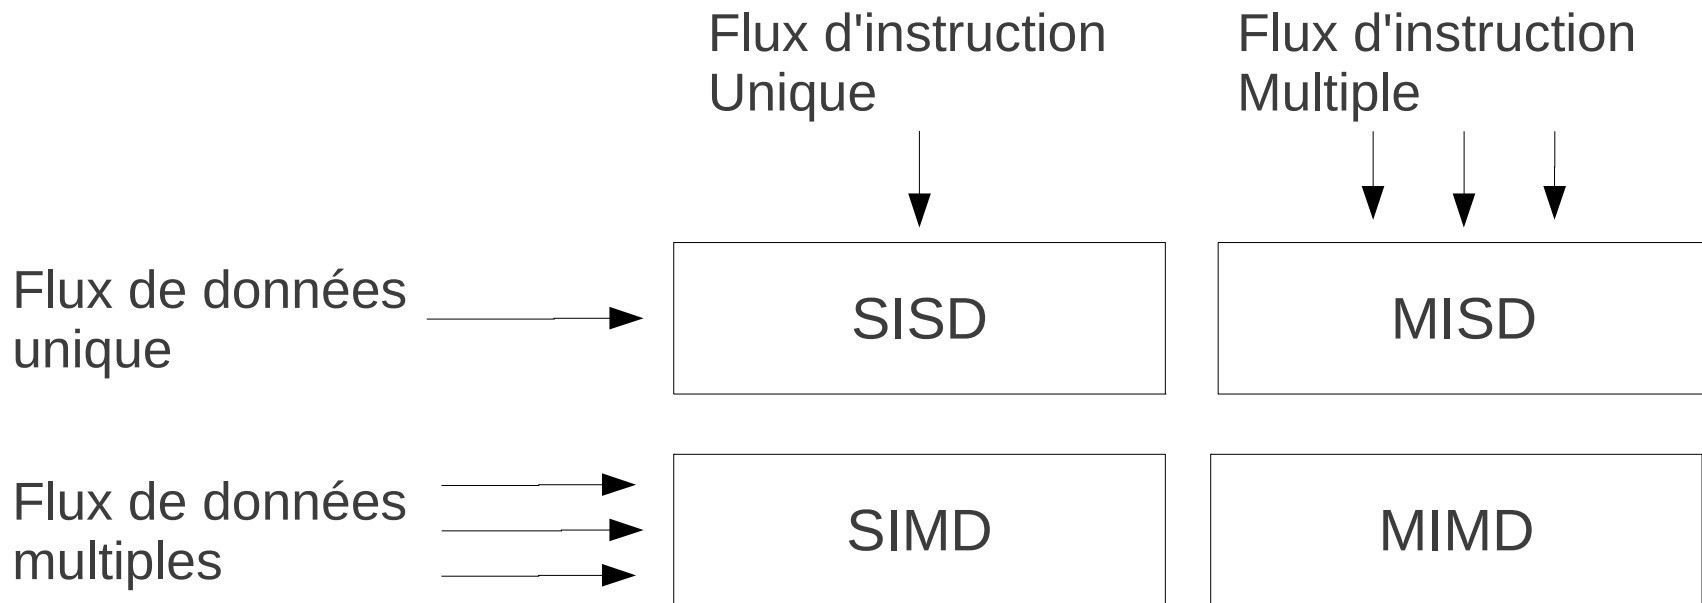 Flux d'instruction
Unique
Flux d'instruction
Multiple
Flux de données
unique
SISD
MISD
Flux de données
multiples
SIMD
MIMD